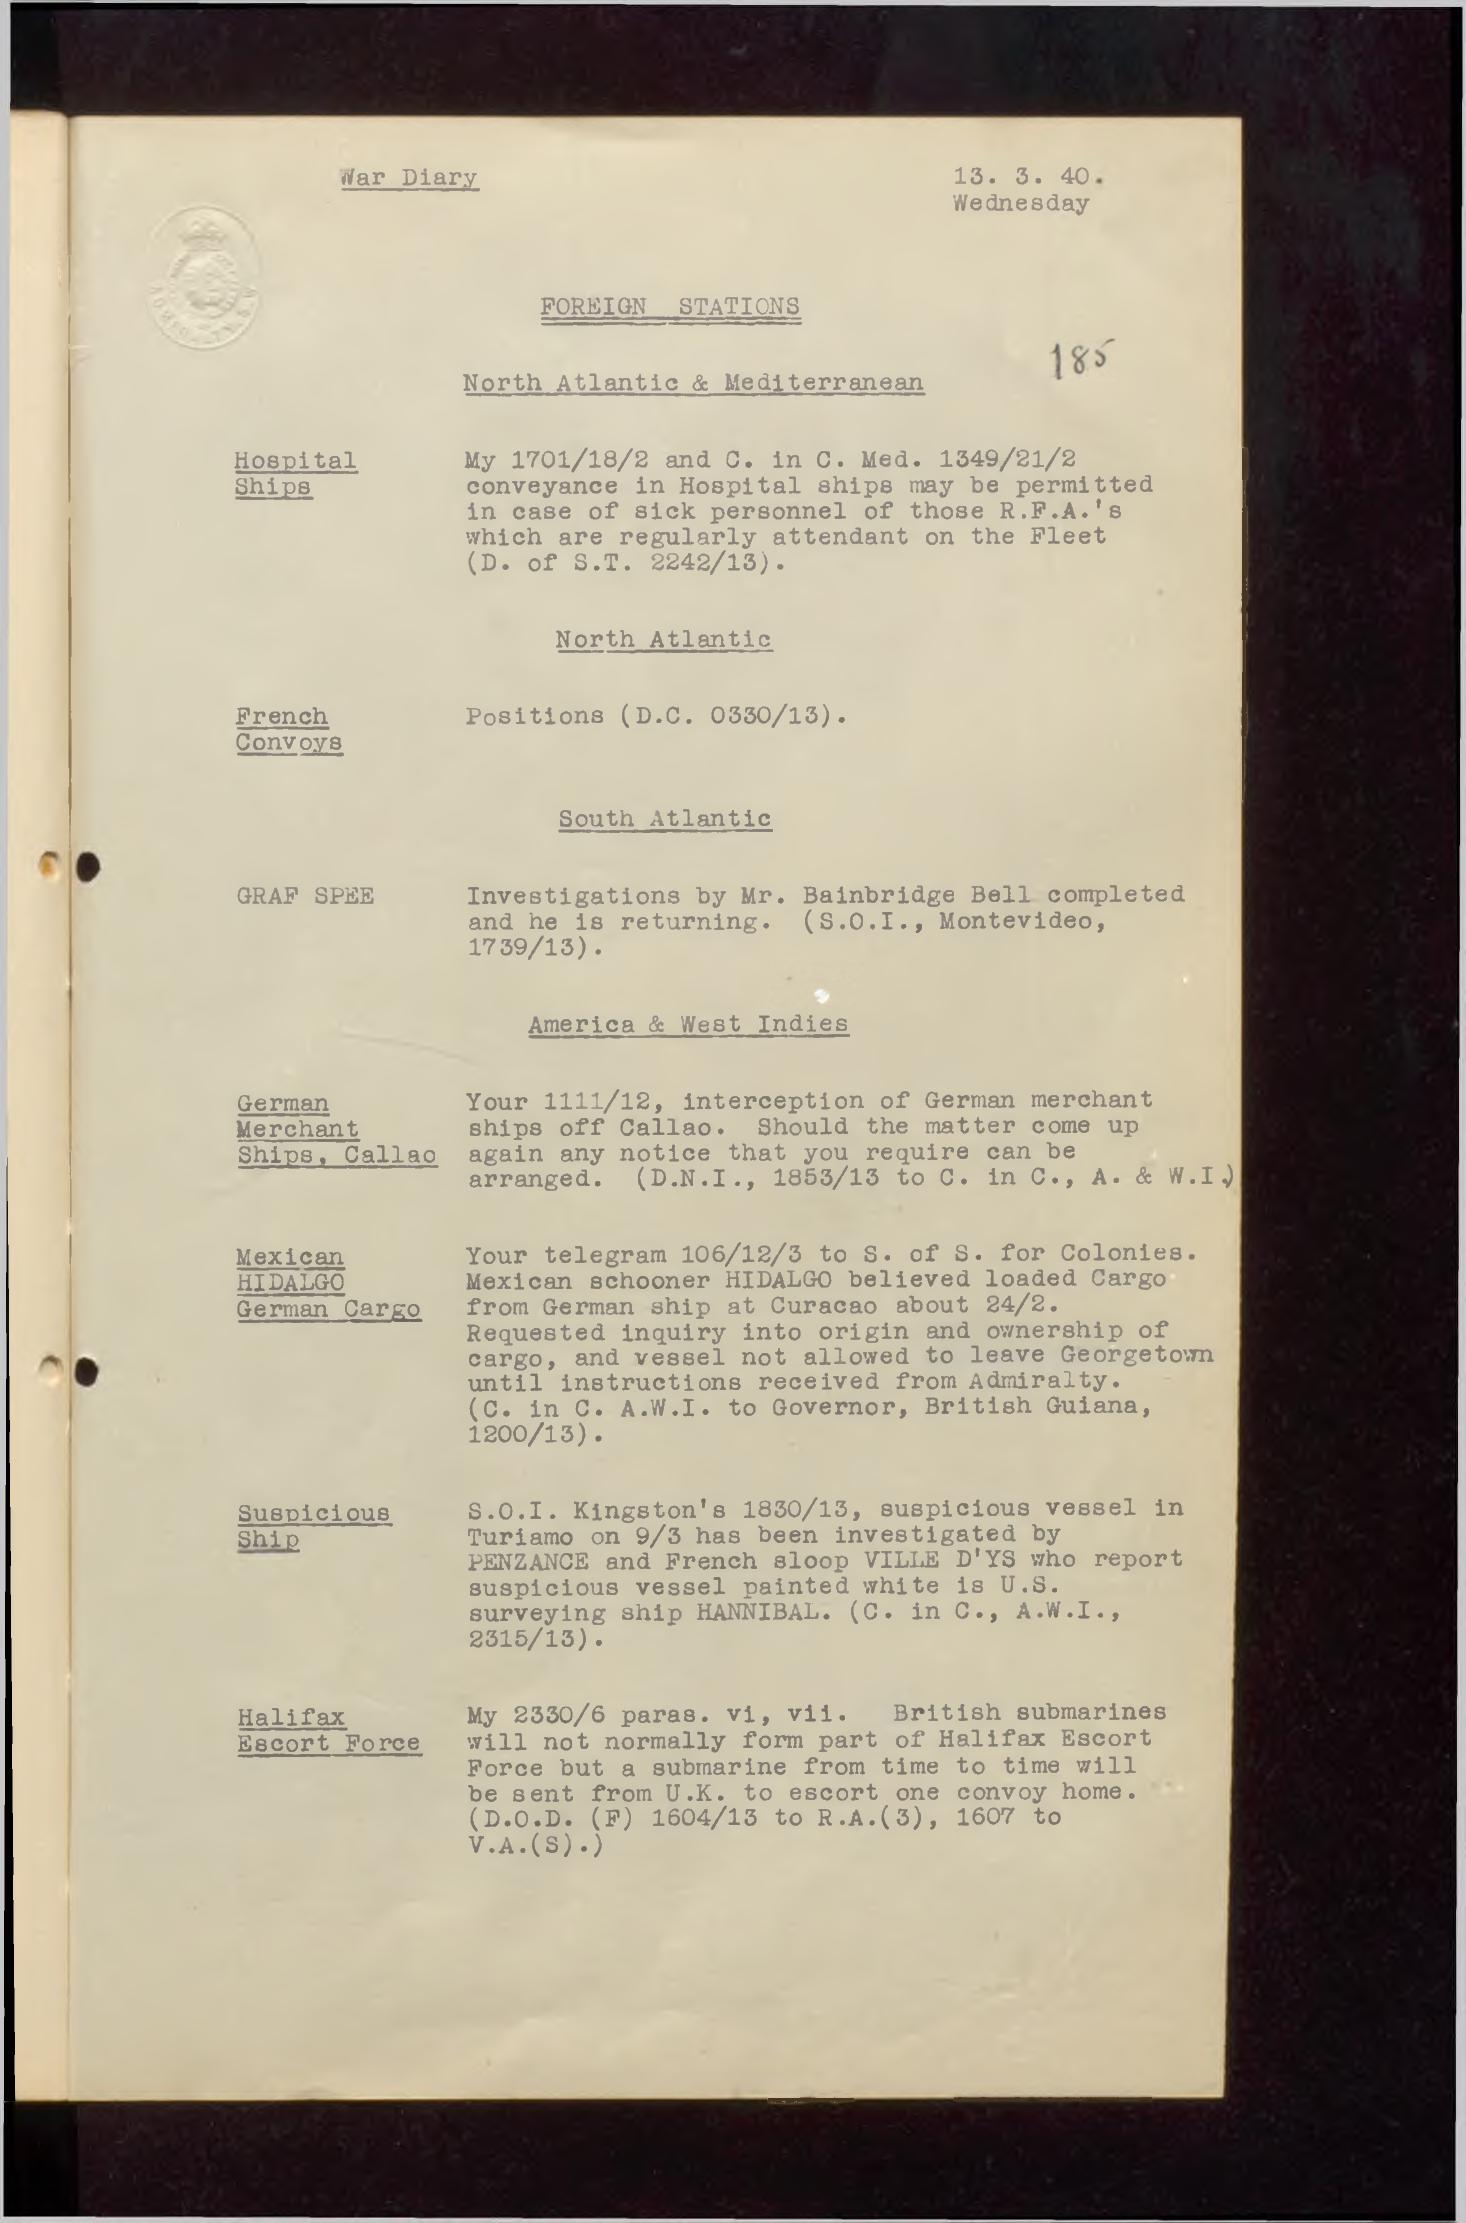 War Diary
13. 3. 40.
Wednesday
FOREIGN STATIONS
185
North Atlantic & Mediterranean
Hospital
Ships
My 1701/18/2 and C. in C. Med. 1349/21/2
conveyance in Hospital ships may be permitted
in case of sick personnel of those R.F.A.'s
which are regularly attendant on the Fleet
(D. of S.T. 2242/13).
North Atlantic
French
Convoys
Positions (D.C. 0330/13).
South Atlantic
GRAF SPEE
Investigations by Mr. Bainbridge Bell completed
and he is returning. (S.O.I., Montevideo,
1739/13).
America & West Indies
German
Merchant
Ships, Callao
Your 1111/12, interception of German merchant
ships off Callao. Should the matter come up
again any notice that you require can be
arranged. (D.N.I., 1853/13 to C. in C., A. & W.I.)
Mexican
HIDALGO
German Cargo
Your telegram 106/12/3 to S. of S. for Colonies.
Mexican schooner HIDALGO believed loaded Cargo
from German ship at Curacao about 24/2.
Requested inquiry into origin and ownership of
cargo, and vessel not allowed to leave Georgetown
until instructions received from Admiralty.
(C. in C. A.W.I. to Governor, British Guiana,
1200/13).
Suspicious
Ship
S.O.I. Kingston's 1830/13, suspicious vessel in
Turiamo on 9/3 has been investigated by
PENZANCE and French sloop VILLE D'YS who report
suspicious vessel painted white is U.S.
surveying ship HANNIBAL. (C. in C., A.W.I.,
2315/13).
Halifax
Escort Force
My 2330/6 paras. vi, vii. British submarines
will not normally form part of Halifax Escort
Force but a submarine from time to time will
be sent from U.K. to escort one convoy home.
(D.O.D. (F) 1604/13 to R.A.(3), 1607 to
V.A.(S).)